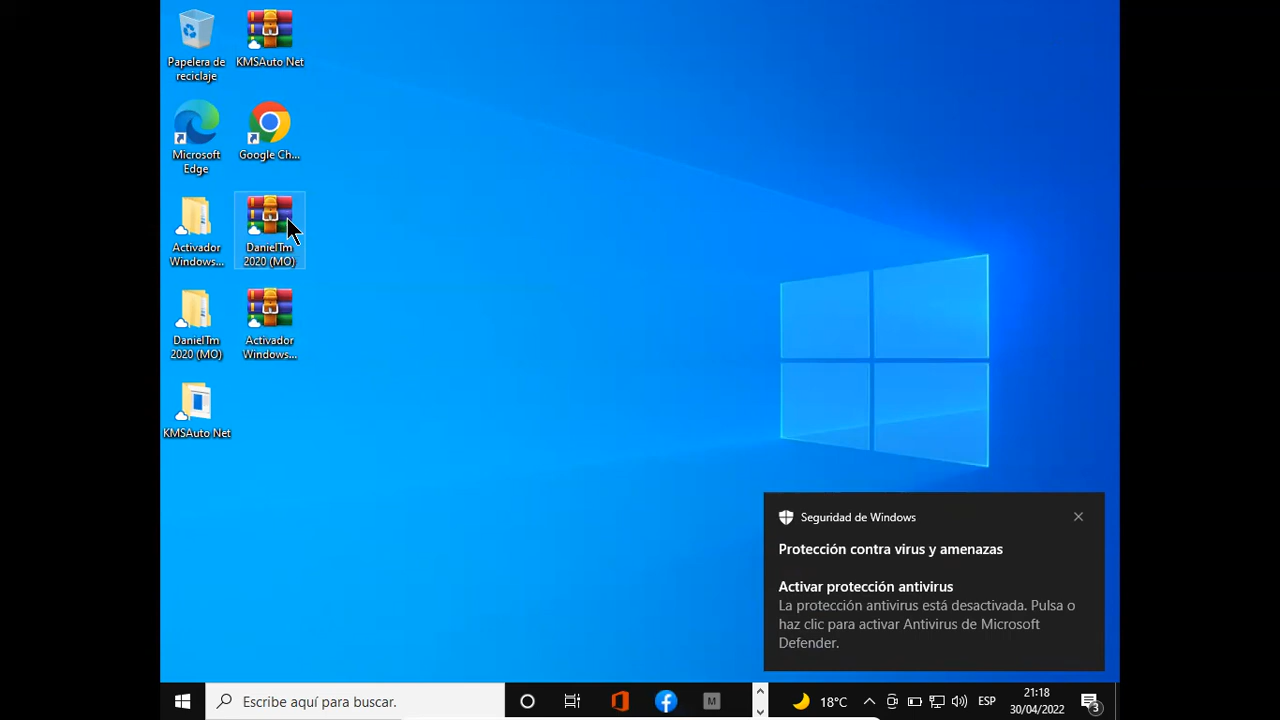 Papelera de
reciclaje
KMSAuto Net
Microsoft
Edge
Google Ch...
Activador
Windows...
DanielTm
2020 (MO)
DanielTm
2020 (MO)
Activador
Windows...
KMSAuto Net
Seguridad de Windows
Protección contra virus y amenazas
Activar protección antivirus
La protección antivirus está desactivada. Pulsa o
haz clic para activar Antivirus de Microsoft
Defender.
Escribe aquí para buscar.
M
18°C
ESP
21:18
30/04/2022
3